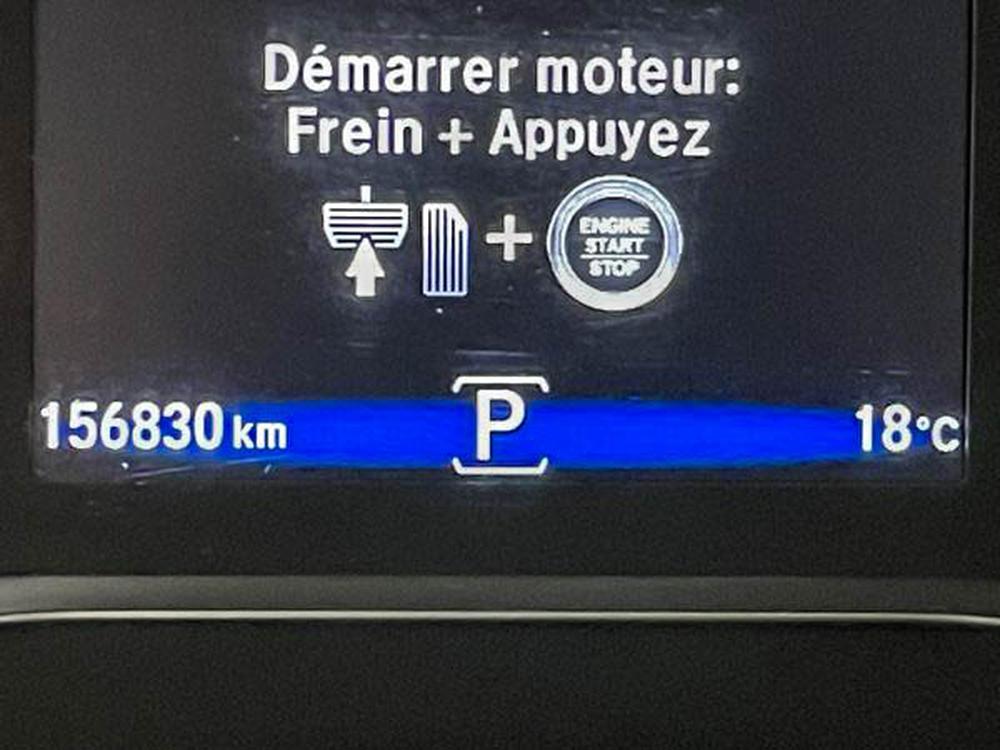 Démarrer moteur:
Frein + Appuyez
+
ENGINE
START
STOP
156830 km
P
18°C